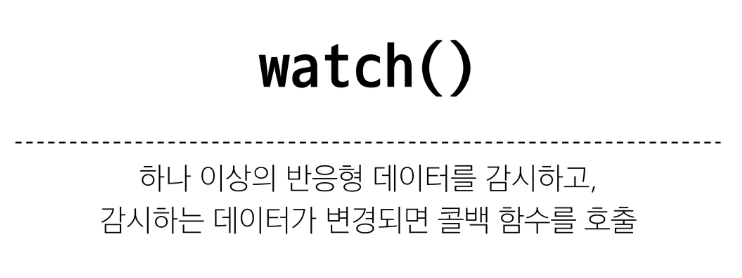 watch()
하나 이상의 반응형 데이터를 감시하고,
감시하는 데이터가 변경되면 콜백 함수를 호출